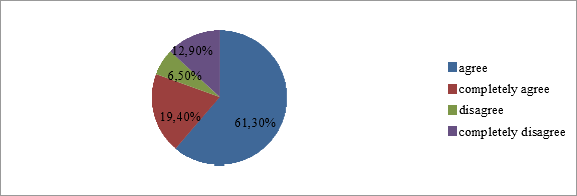 12,90%
6,50%
19,40%
61,30%
agree
completely agree
disagree
completely disagree